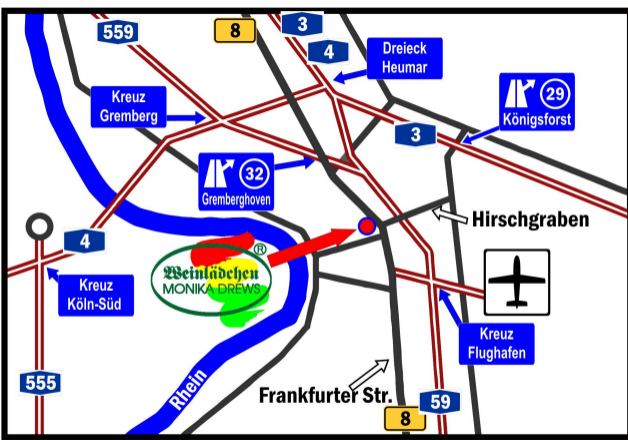 559
8
3
4
Dreieck
Heumar
Kreuz
Gremberg
29
Königsforst
3
32
Gremberghoven
Hirschgraben
4
®
Weinlädchen
MONIKA DREWS
Kreuz
Köln-Süd
Kreuz
Flughafen
555
Rhein
Frankfurter Str.
8
59